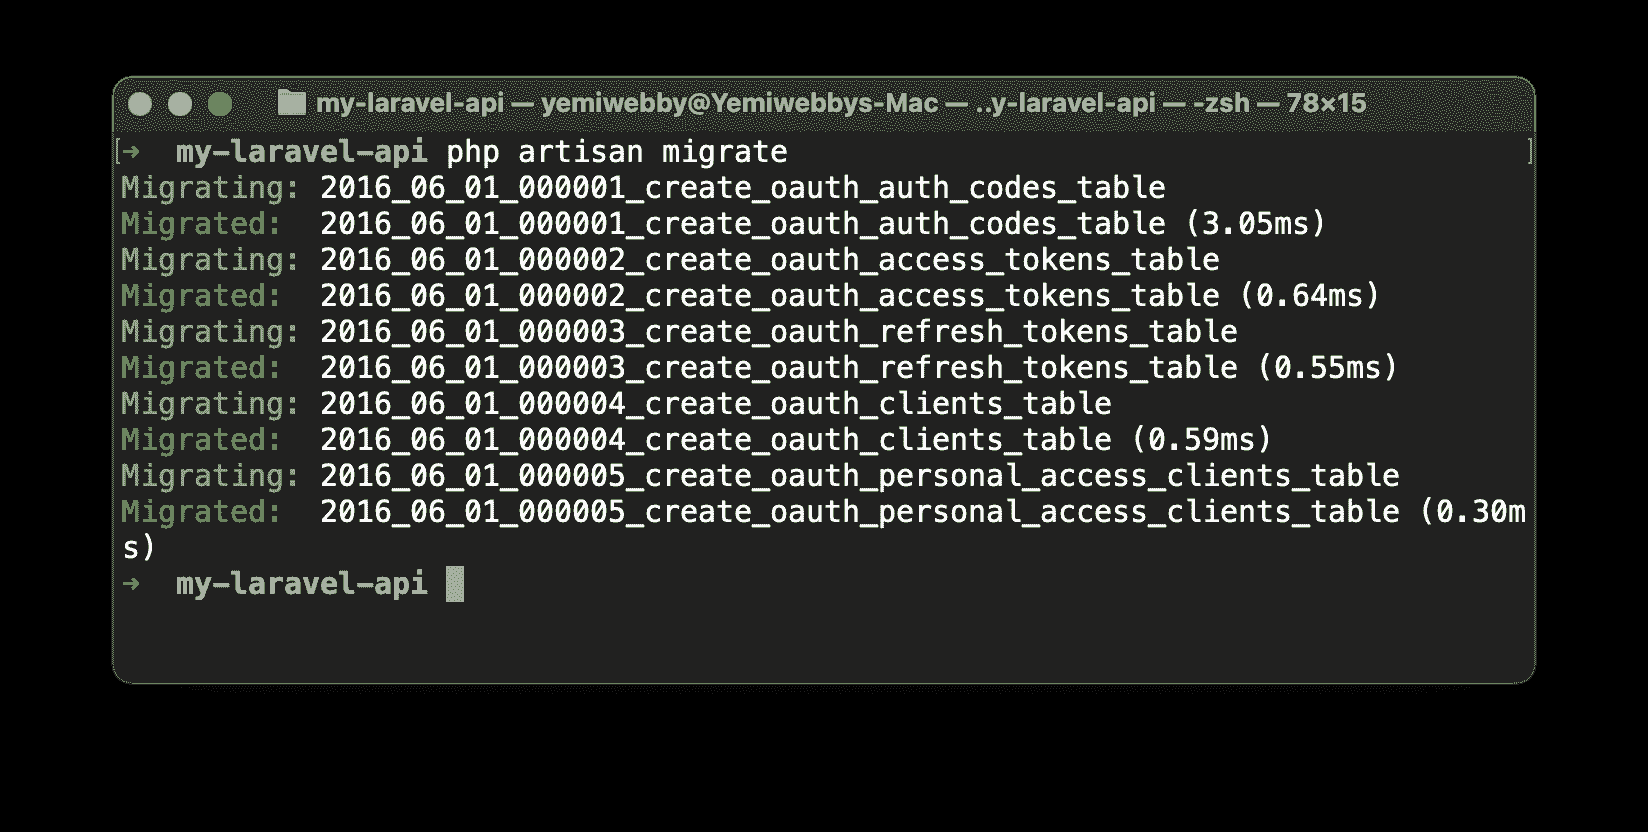 my-laravel-api — yemiwebby@Yemiwebbys-Mac — ..y-laravel-api — -zsh — 78×15
[➜  my-laravel-api php artisan migrate ]
Migrating: 2016_06_01_000001_create_oauth_auth_codes_table
Migrated:  2016_06_01_000001_create_oauth_auth_codes_table (3.05ms)
Migrating: 2016_06_01_000002_create_oauth_access_tokens_table
Migrated:  2016_06_01_000002_create_oauth_access_tokens_table (0.64ms)
Migrating: 2016_06_01_000003_create_oauth_refresh_tokens_table
Migrated:  2016_06_01_000003_create_oauth_refresh_tokens_table (0.55ms)
Migrating: 2016_06_01_000004_create_oauth_clients_table
Migrated:  2016_06_01_000004_create_oauth_clients_table (0.59ms)
Migrating: 2016_06_01_000005_create_oauth_personal_access_clients_table
Migrated:  2016_06_01_000005_create_oauth_personal_access_clients_table (0.30m
s)
➜  my-laravel-api